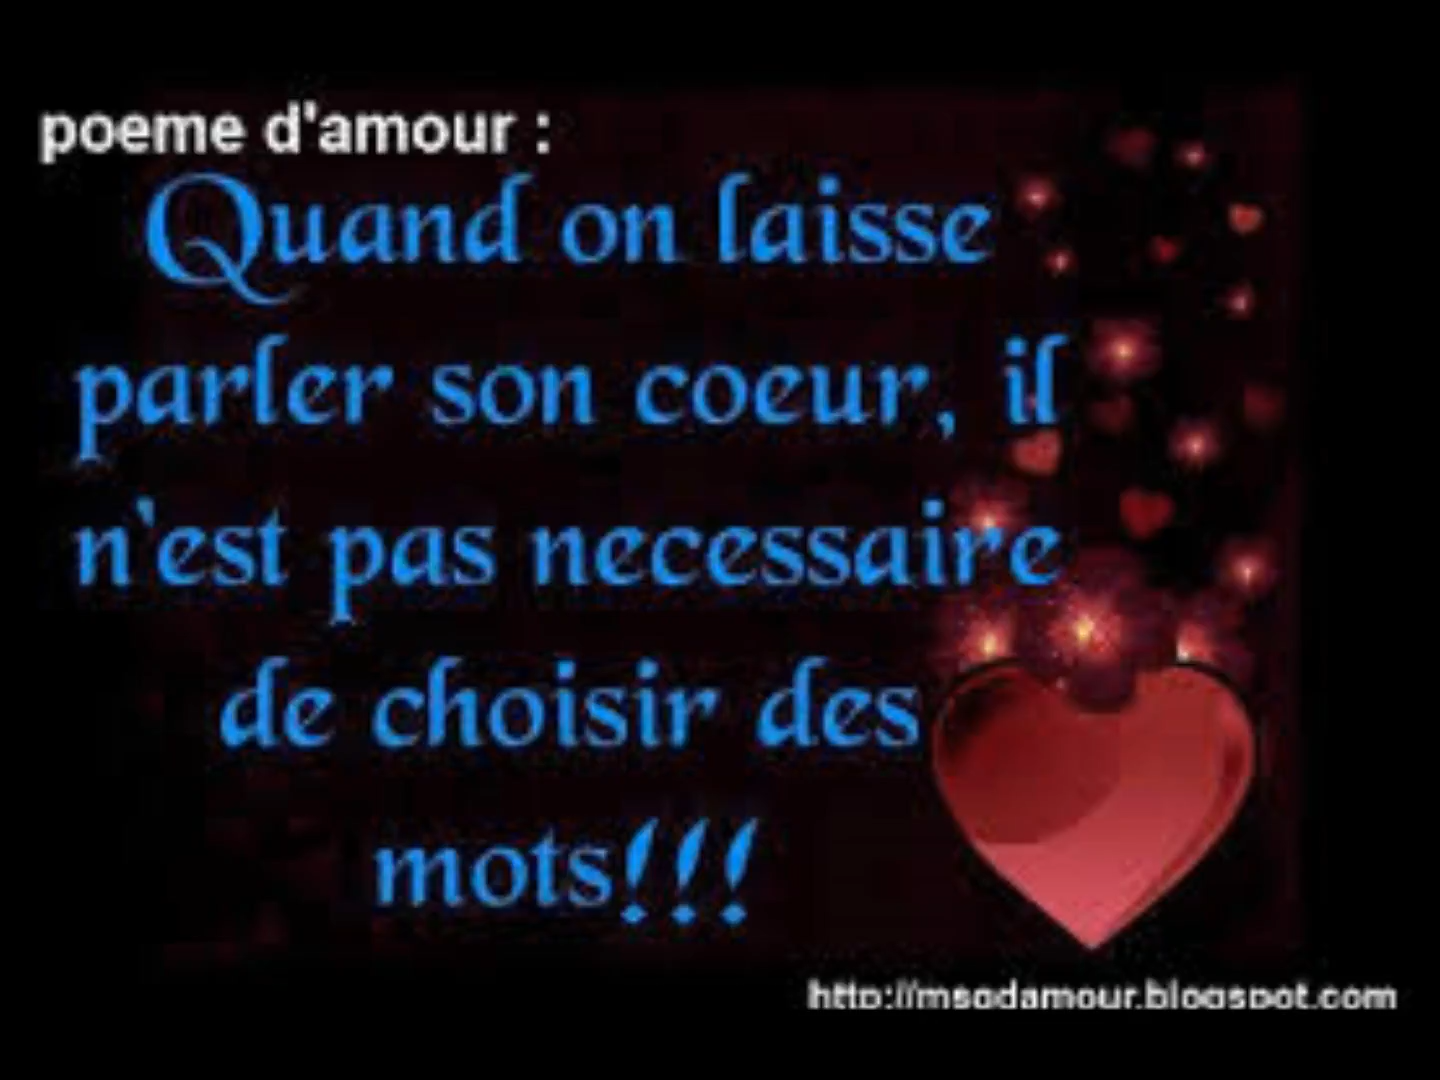 poeme d'amour :
Quand on laisse
parler son coeur, il
n'est pas necessaire
de choisir des
mots!!!
http://msgdamour.blogspot.com